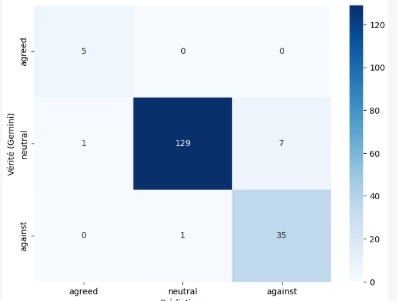 agreed
5 0 0
120
100
Vérité (Gemini)
neutral
1 129 7
80
60
40
against
0 1 35
20
0
agreed neutral against